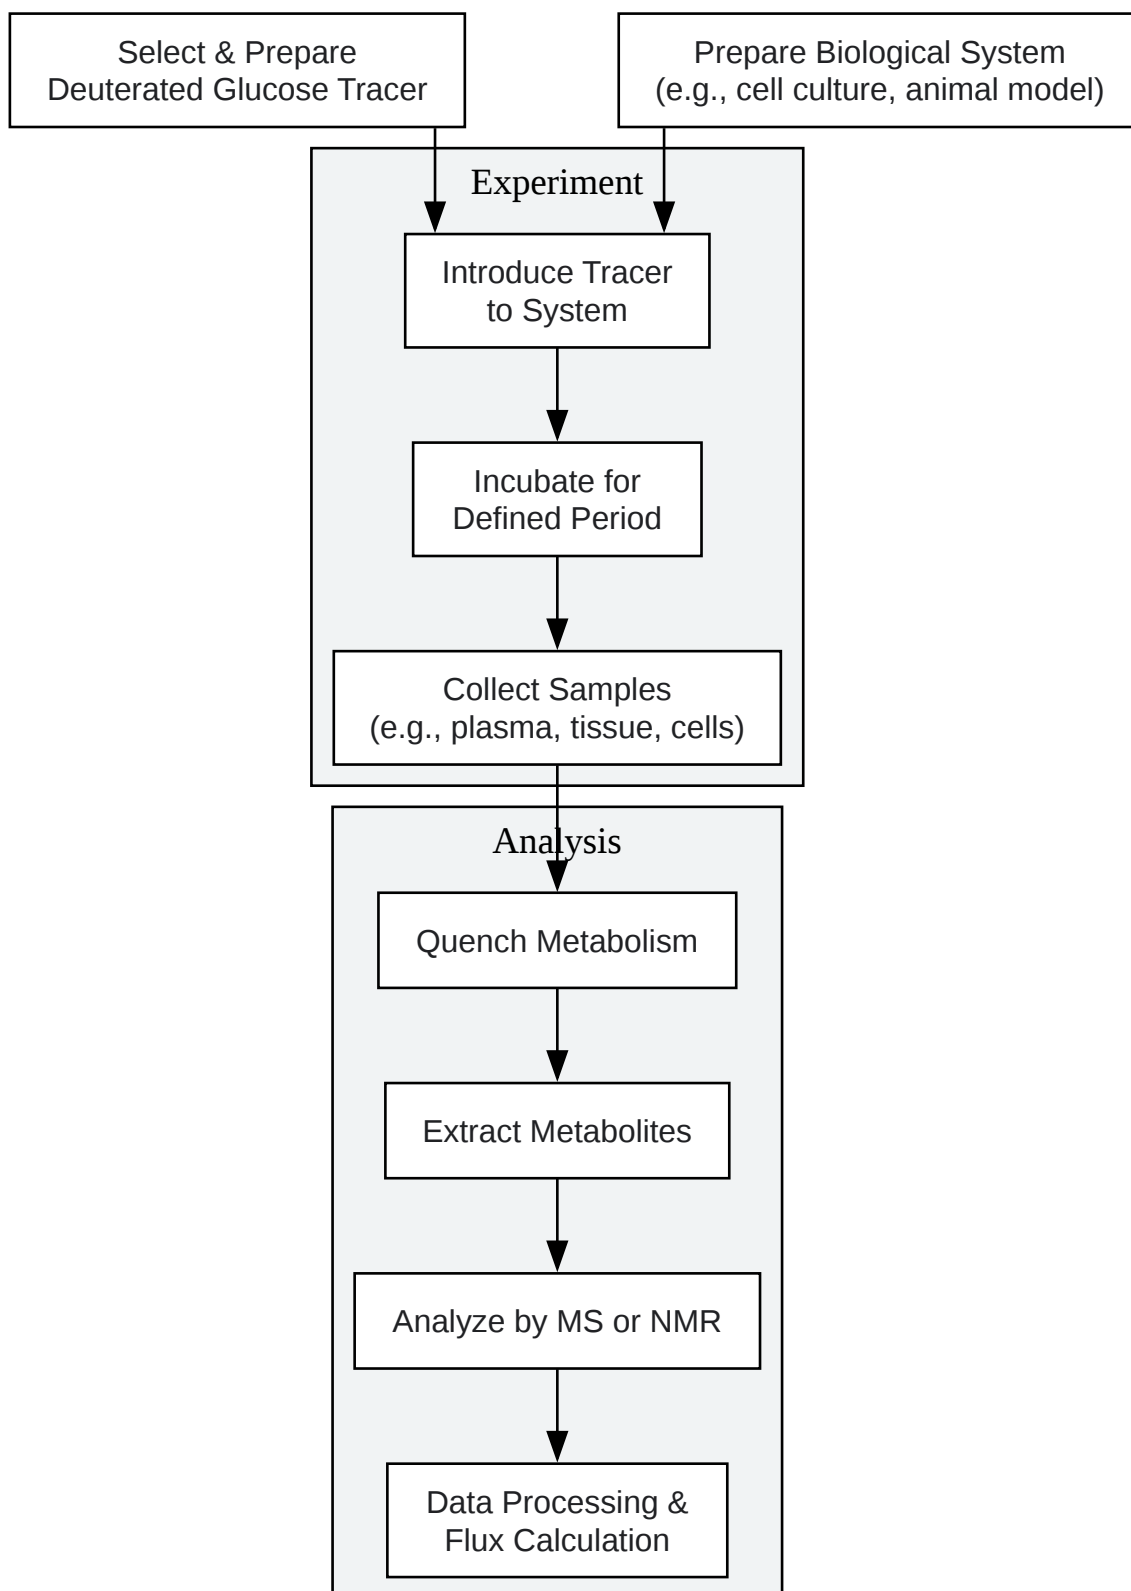 Select & Prepare
Deuterated Glucose Tracer
Prepare Biological System
(e.g., cell culture, animal model)
Experiment
Introduce Tracer
to System
Incubate for
Defined Period
Collect Samples
(e.g., plasma, tissue, cells)
Analysis
Quench Metabolism
Extract Metabolites
Analyze by MS or NMR
Data Processing &
Flux Calculation